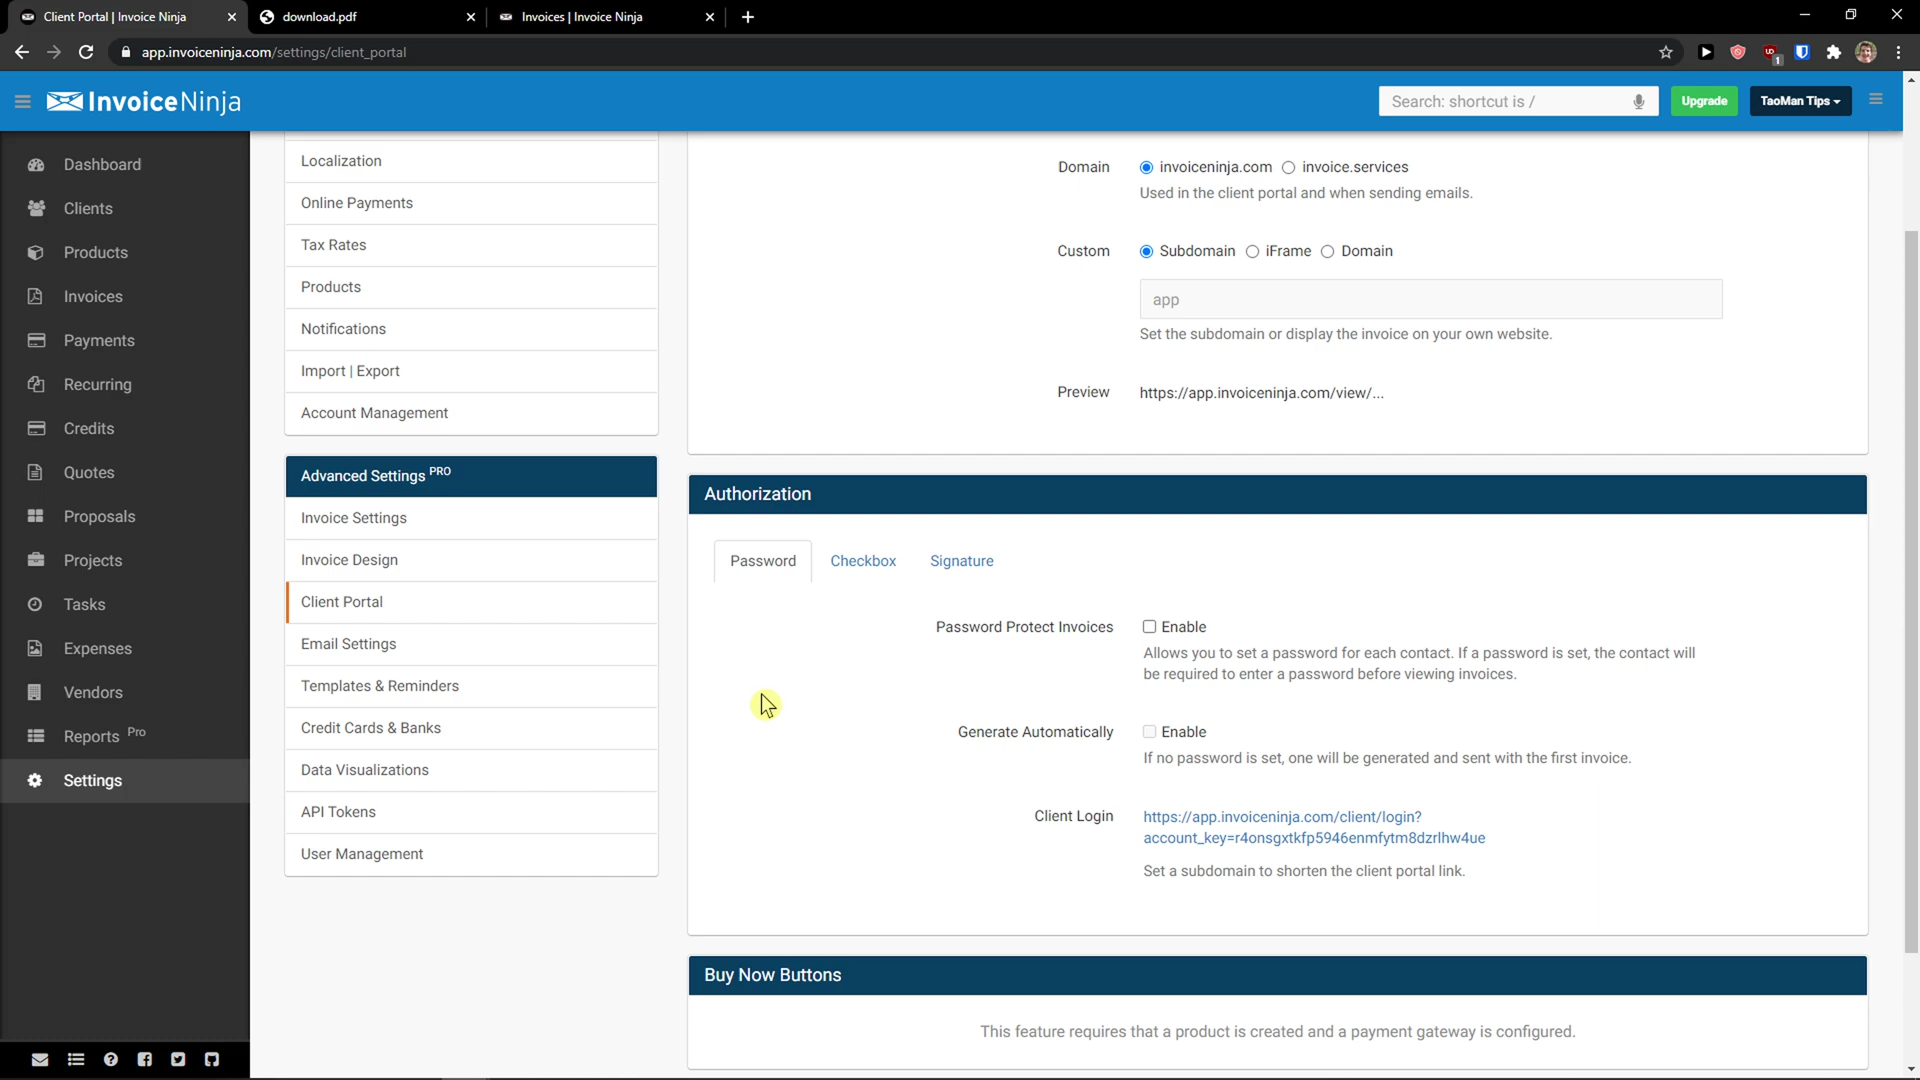 Client Portal | Invoice Ninja
download.pdf
Invoices | Invoice Ninja
app.invoiceninja.com/settings/client_portal
UD
1
InvoiceNinja
Search: shortcut is /
Upgrade
TaoMan Tips
Dashboard
Clients
Products
Invoices
Payments
Recurring
Credits
Quotes
Proposals
Projects
Tasks
Expenses
Vendors
Reports Pro
Settings
Localization
Online Payments
Tax Rates
Products
Notifications
Import | Export
Account Management
Advanced Settings PRO
Invoice Settings
Invoice Design
Client Portal
Email Settings
Templates & Reminders
Credit Cards & Banks
Data Visualizations
API Tokens
User Management
Domain
invoiceninja.com invoice.services
Used in the client portal and when sending emails.
Custom
Subdomain iFrame Domain
app
Set the subdomain or display the invoice on your own website.
Preview
https://app.invoiceninja.com/view/...
Authorization
Password Checkbox Signature
Password Protect Invoices
Enable
Allows you to set a password for each contact. If a password is set, the contact will
be required to enter a password before viewing invoices.
Generate Automatically
Enable
If no password is set, one will be generated and sent with the first invoice.
Client Login
https://app.invoiceninja.com/client/login?
account_key=r4onsgxtkfp5946enmfytm8dzrlhw4ue
Set a subdomain to shorten the client portal link.
Buy Now Buttons
This feature requires that a product is created and a payment gateway is configured.